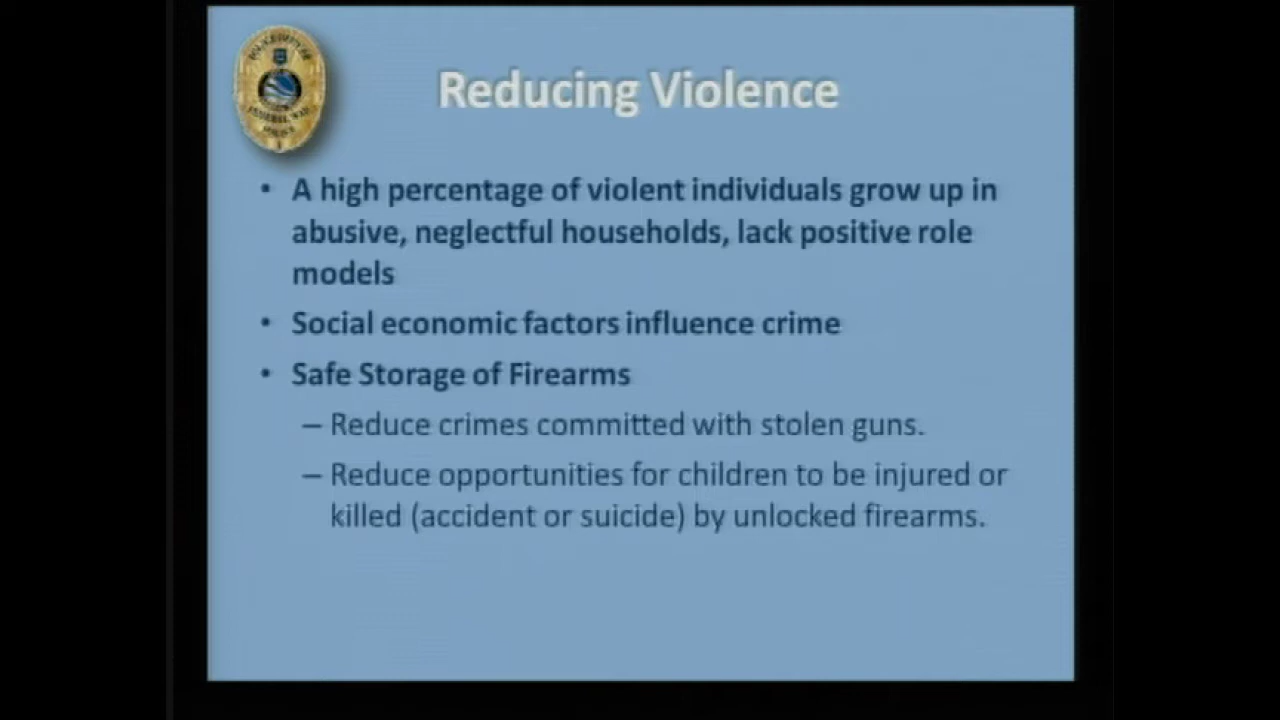 Reducing Violence
• A high percentage of violent individuals grow up in
abusive, neglectful households, lack positive role
models
• Social economic factors influence crime
• Safe Storage of Firearms
– Reduce crimes committed with stolen guns.
– Reduce opportunities for children to be injured or
killed (accident or suicide) by unlocked firearms.